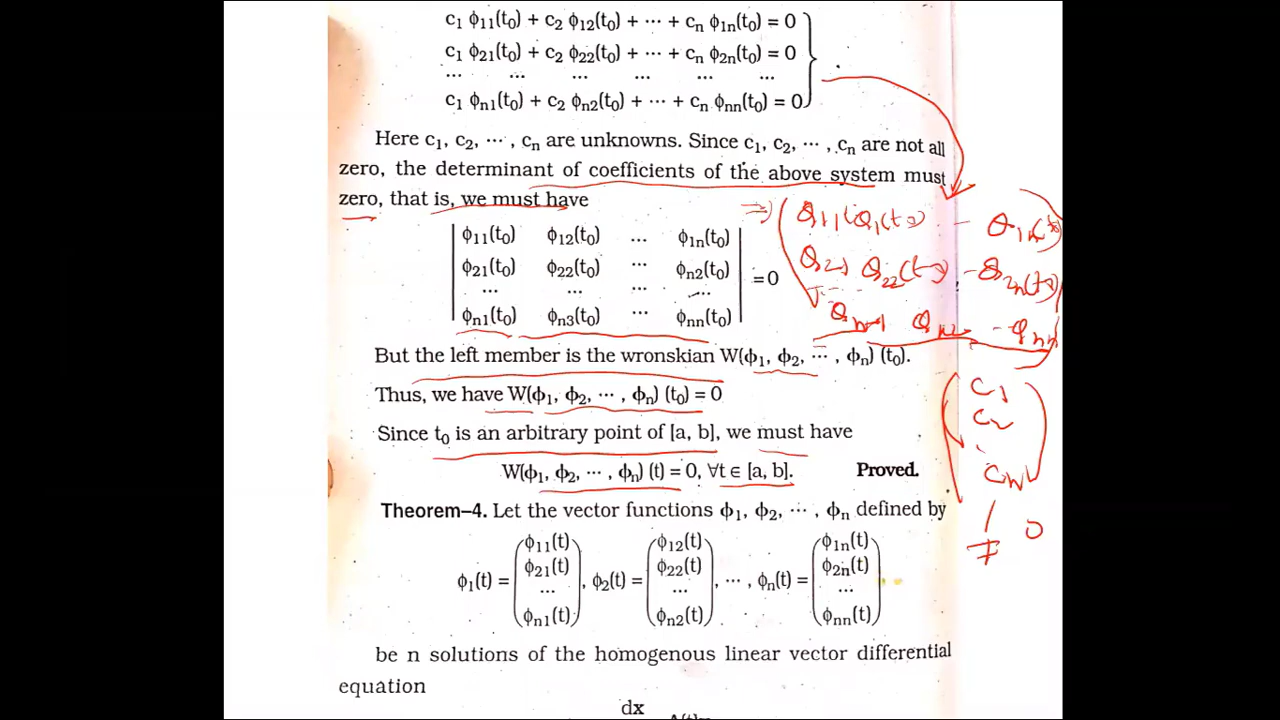 c₁ ϕ₁₁(t₀) + c₂ ϕ₁₂(t₀) + ··· + cₙ ϕ₁ₙ(t₀) = 0
c₁ ϕ₂₁(t₀) + c₂ ϕ₂₂(t₀) + ··· + cₙ ϕ₂ₙ(t₀) = 0
··· ··· ··· ··· ··· ···
c₁ ϕₙ₁(t₀) + c₂ ϕₙ₂(t₀) + ··· + cₙ ϕₙₙ(t₀) = 0
Here c₁, c₂, ··· , cₙ are unknowns. Since c₁, c₂, ··· , cₙ are not all
zero, the determinant of coefficients of the above system must
zero, that is, we must have
ϕ₁₁(t₀) ϕ₁₂(t₀) ··· ϕ₁ₙ(t₀)
ϕ₂₁(t₀) ϕ₂₂(t₀) ··· ϕₙ₂(t₀)
··· ··· ··· ···
= 0
ϕₙ₁(t₀) ϕₙ₃(t₀) ··· ϕₙₙ(t₀)
But the left member is the wronskian W(ϕ₁, ϕ₂, ··· , ϕₙ) (t₀).
c₁
Thus, we have W(ϕ₁, ϕ₂, ··· , ϕₙ) (t₀) = 0
c₂
Since t₀ is an arbitrary point of [a, b], we must have
W(ϕ₁, ϕ₂, ··· , ϕₙ) (t) = 0, ∀t ∈ [a, b]. Proved.
cₙ
Theorem–4. Let the vector functions ϕ₁, ϕ₂, ··· , ϕₙ defined by
≠ 0
ϕ₁₁(t) ϕ₁₂(t) ϕ₁ₙ(t)
ϕ₂₁(t) ϕ₂₂(t) ϕ₂ₙ(t)
ϕ₁(t) = , ϕ₂(t) = , ··· , ϕₙ(t) =
··· ··· ···
ϕₙ₁(t) ϕₙ₂(t) ϕₙₙ(t)
be n solutions of the homogenous linear vector differential
equation
dx